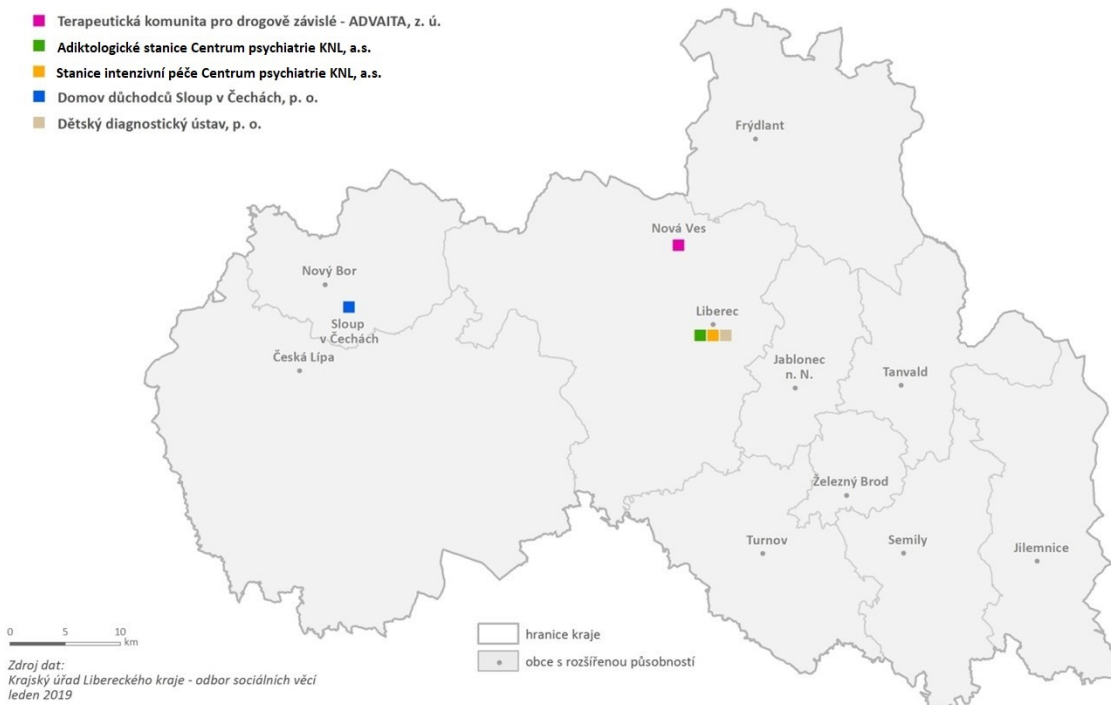 Terapeutická komunita pro drogově závislé - ADVAITA, z. ú.
Adiktologické stanice Centrum psychiatrie KNL, a.s.
Stanice intenzivní péče Centrum psychiatrie KNL, a.s.
Domov důchodců Sloup v Čechách, p. o.
Dětský diagnostický ústav, p. o.
Frýdlant
Nová Ves
Nový Bor
Liberec
Sloup
v Čechách
Česká Lípa
Jablonec
n. N.
Tanvald
Železný Brod
Turnov
Semily
Jilemnice
0 5 10
km
hranice kraje
obce s rozšířenou působností
Zdroj dat:
Krajský úřad Libereckého kraje - odbor sociálních věcí
leden 2019